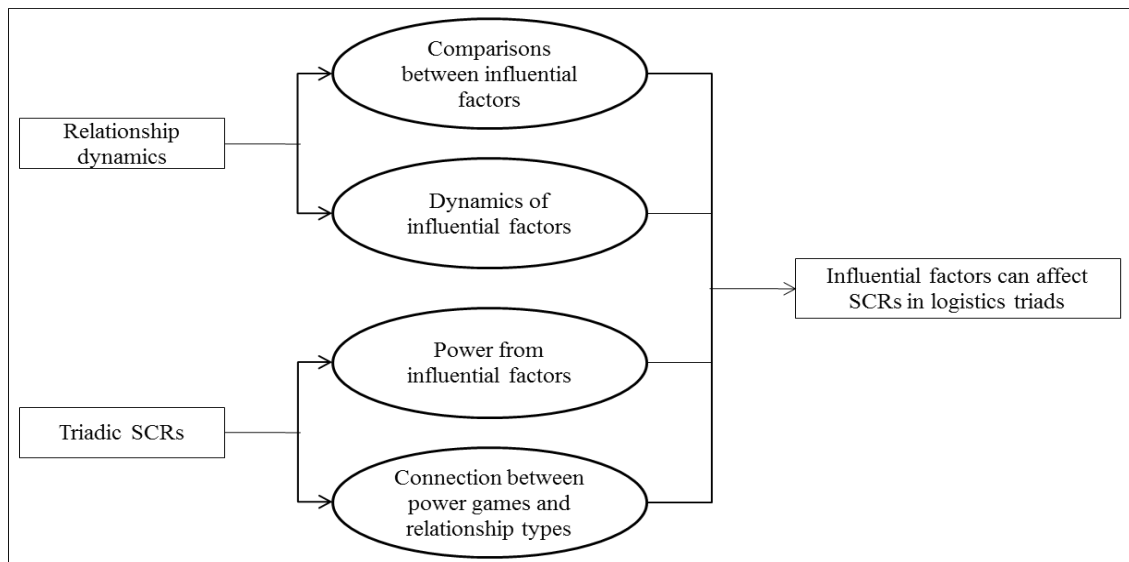 Comparisons
between influential
factors
Relationship
dynamics
Dynamics of
influential factors
Influential factors can affect
SCRs in logistics triads
Power from
influential factors
Triadic SCRs
Connection between
power games and
relationship types